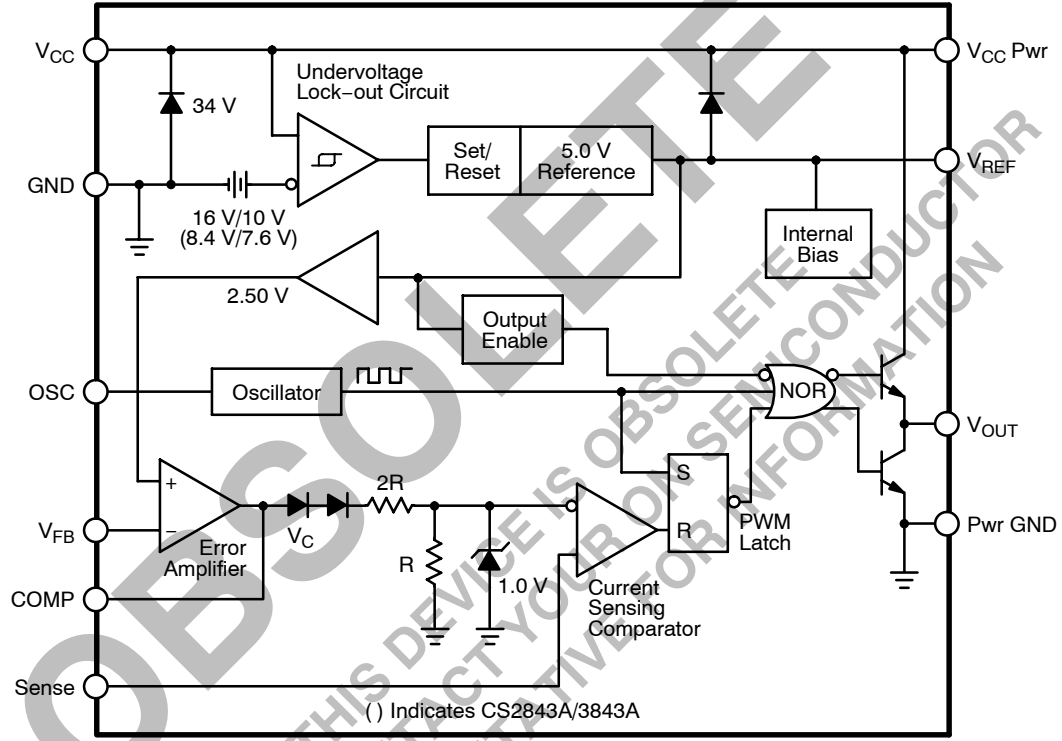 V_CC
V_CC Pwr
Undervoltage
Lock–out Circuit
34 V
Set/
Reset
5.0 V
Reference
V_REF
GND
16 V/10 V
(8.4 V/7.6 V)
Internal
Bias
2.50 V
Output
Enable
OSC
Oscillator
NOR
V_OUT
+
–
V_FB
Error
Amplifier
V_C
2R
R
1.0 V
S
R
PWM
Latch
Pwr GND
COMP
Current
Sensing
Comparator
Sense
( ) Indicates CS2843A/3843A
OBSOLETE
THIS DEVICE IS OBSOLETE
CONTACT YOUR ON SEMICONDUCTOR
FOR INFORMATION